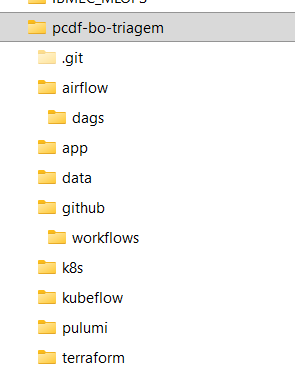 pcdf-bo-triagem
.git
airflow
dags
app
data
github
workflows
k8s
kubeflow
pulumi
terraform